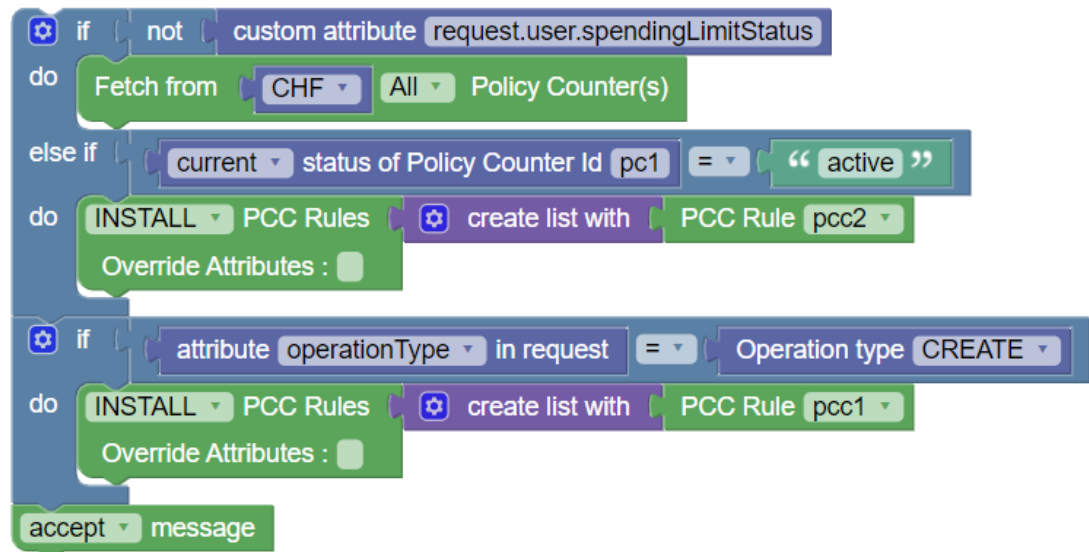 if not custom attribute request.user.spendingLimitStatus
do Fetch from CHF All Policy Counter(s)
else if current status of Policy Counter Id pc1 = “ active ”
do INSTALL PCC Rules create list with PCC Rule pcc2
Override Attributes :
if attribute operationType in request = Operation type CREATE
do INSTALL PCC Rules create list with PCC Rule pcc1
Override Attributes :
accept message